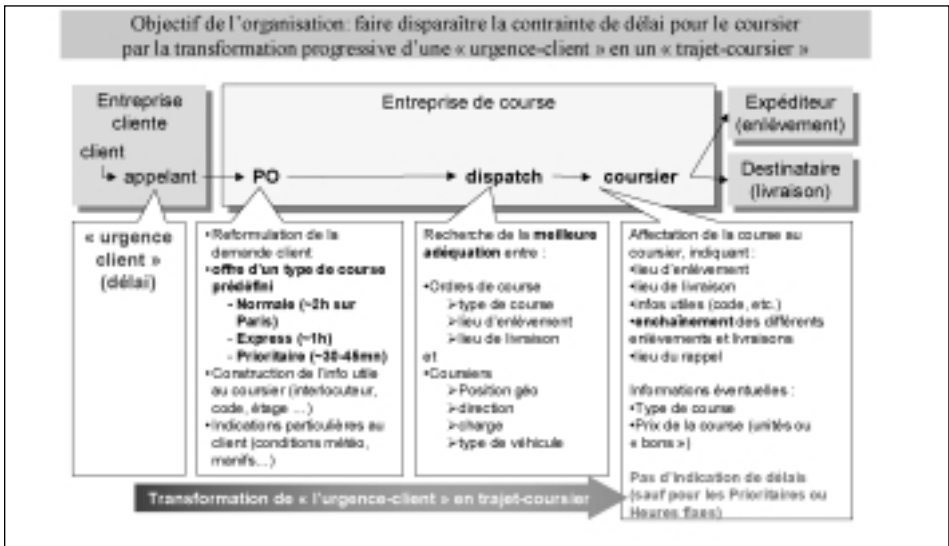 Objectif de l'organisation: faire disparaître la contrainte de délai pour le coursier
par la transformation progressive d'une « urgence-client » en un « trajet-coursier »
Entreprise
cliente
client
appelant
Entreprise de course
PO
dispatch
coursier
Expéditeur
(enlèvement)
Destinataire
(livraison)
« urgence
client »
(délai)
•Reformulation de la
demande client
•offre d'un type de course
prédéfini
- Normale (~2h sur
Paris)
- Express (~1h)
- Prioritaire (~30-45mn)
•Construction de l'info utile
au coursier (interlocuteur,
code, étage ...)
•Indications particulières au
client (conditions météo,
manifs...)
Recherche de la meilleure
adéquation entre :
•Ordres de course
➢type de course
➢lieu d'enlèvement
➢lieu de livraison
et
•Coursiers
➢Position géo
➢direction
➢charge
➢type de véhicule
Affectation de la course au
coursier, indiquant :
•lieu d'enlèvement
•lieu de livraison
•infos utiles (code, etc.)
•enchaînement des différents
enlèvements et livraisons
•lieu du rappel
Informations éventuelles :
•Type de course
•Prix de la course (unités ou
« bons »)
Pas d'indication de délais
(sauf pour les Prioritaires ou
Heures fixes)
Transformation de « l'urgence-client » en trajet-coursier